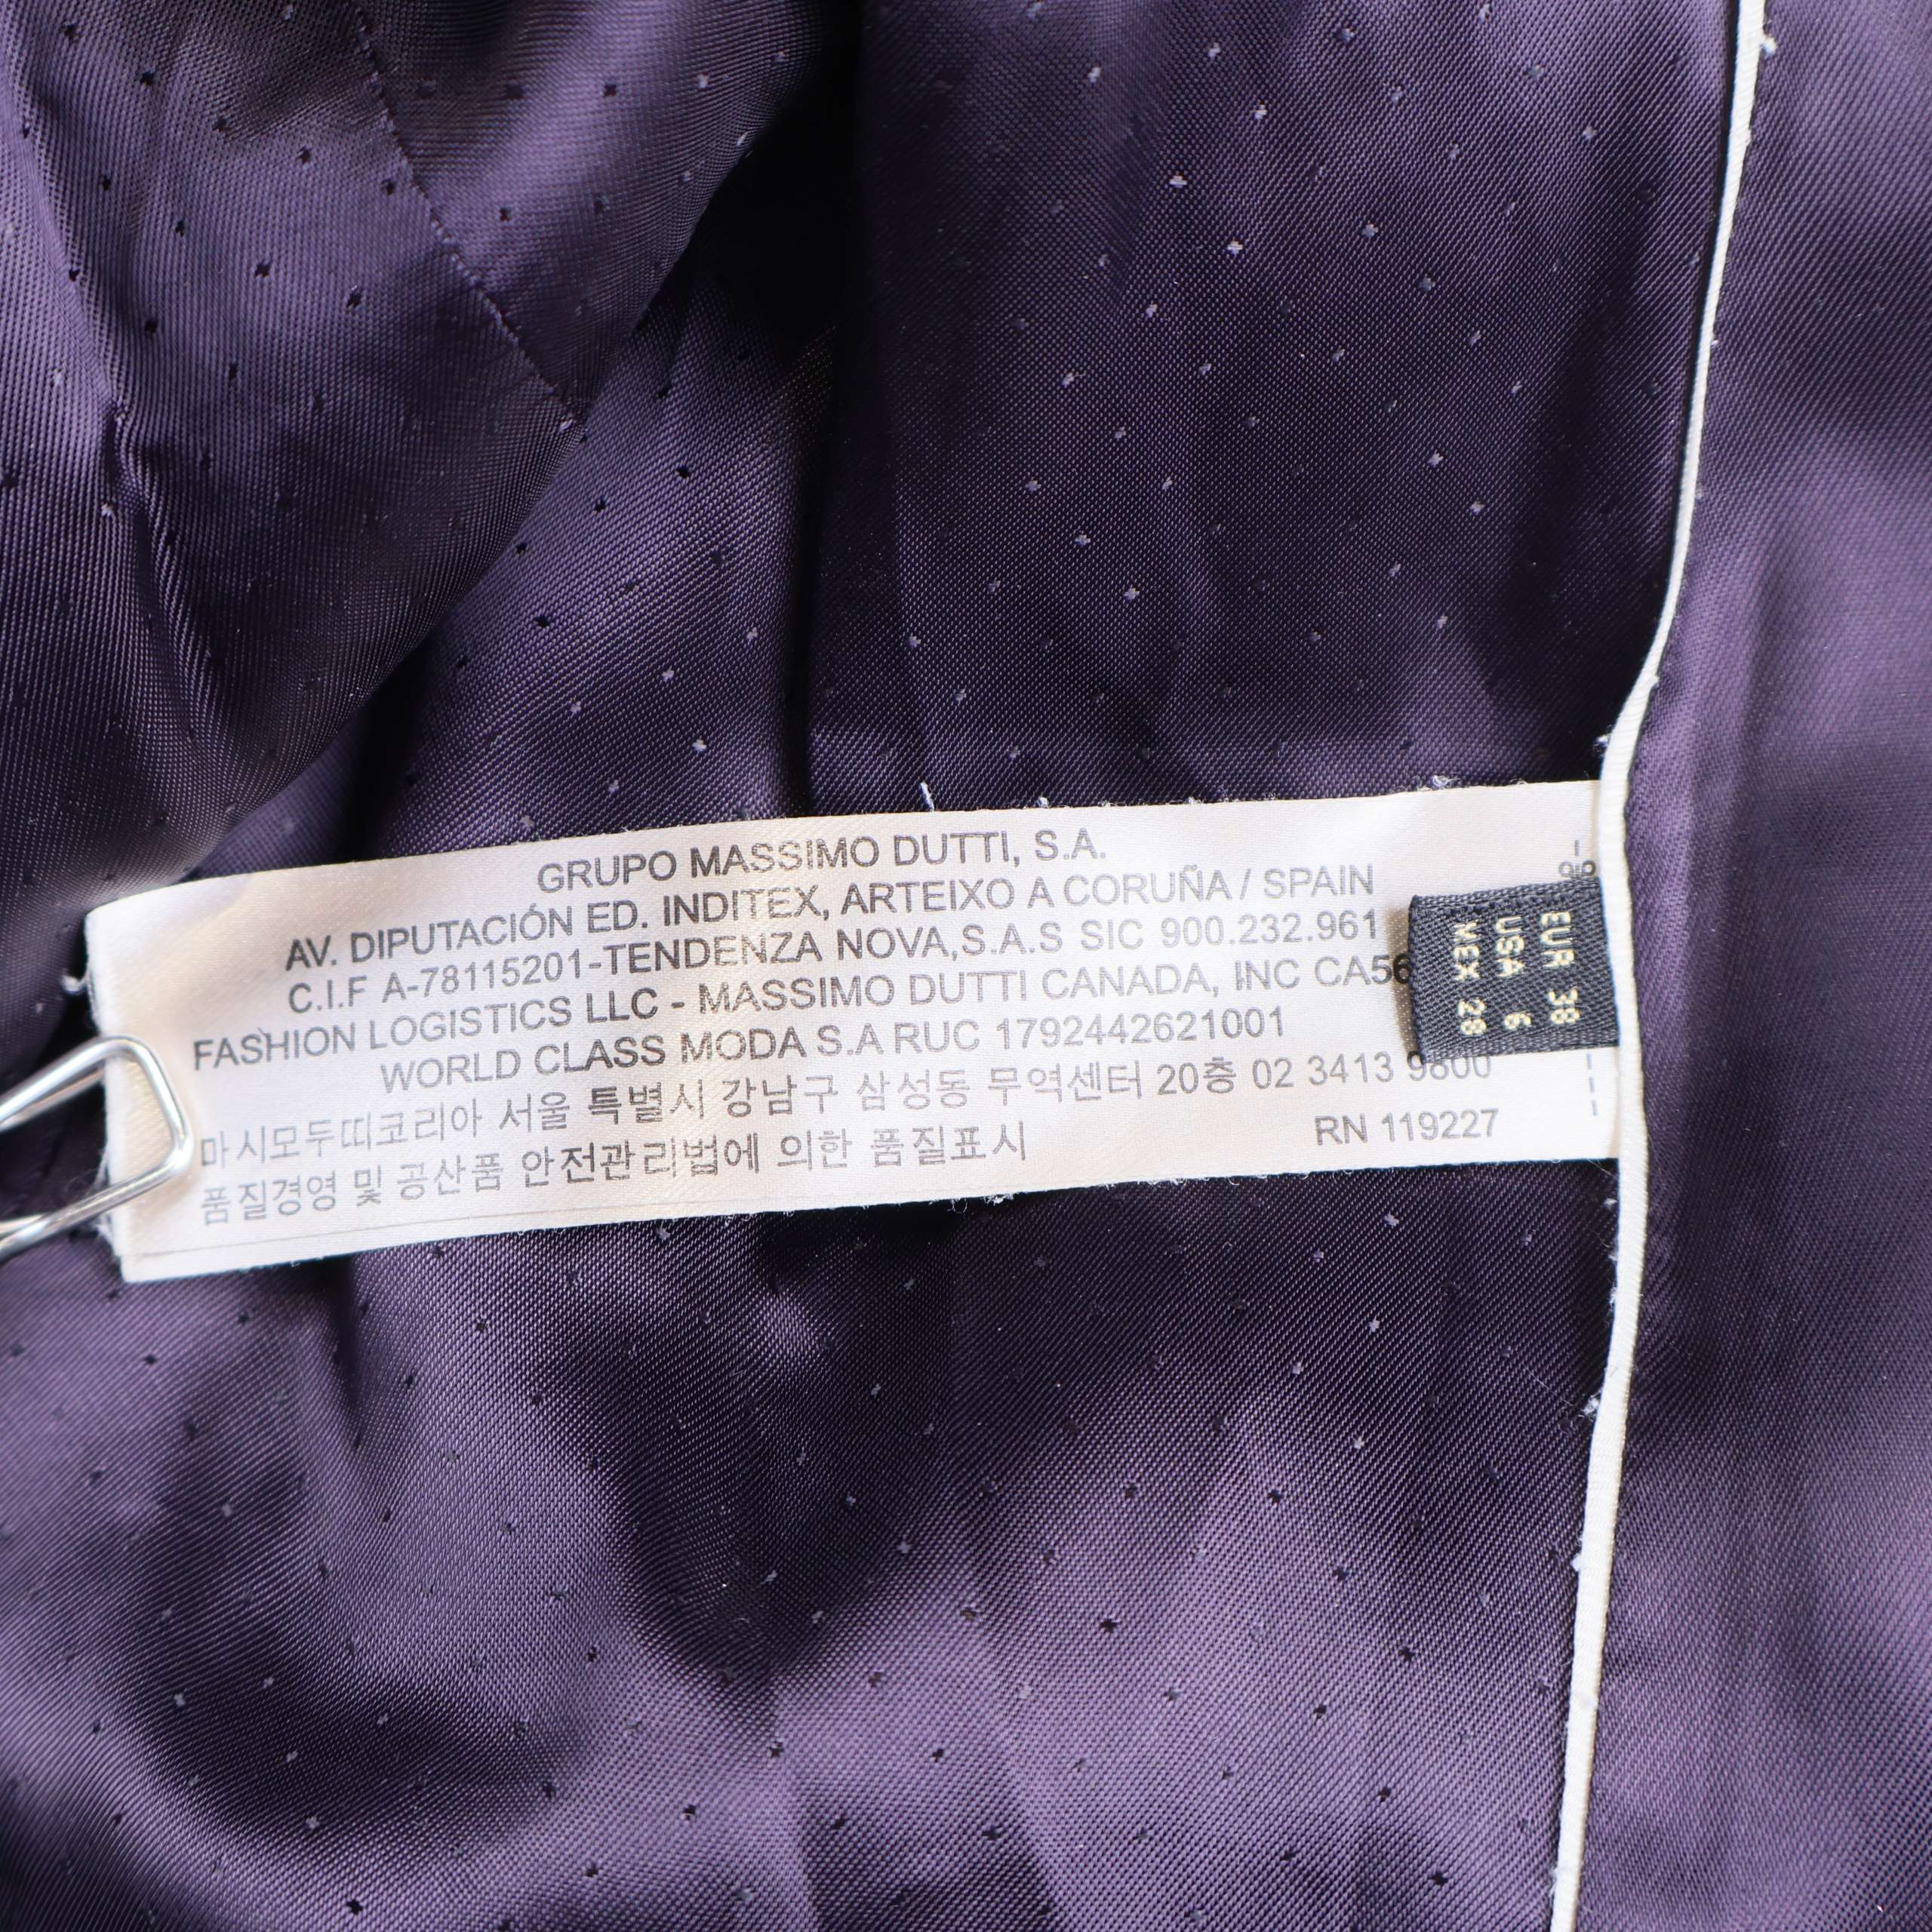 GRUPO MASSIMO DUTTI, S.A.
AV. DIPUTACIÓN ED. INDITEX, ARTEIXO A CORUÑA / SPAIN
C.I.F A-78115201-TENDENZA NOVA,S.A.S SIC 900.232.961
FASHION LOGISTICS LLC - MASSIMO DUTTI CANADA, INC CA56
WORLD CLASS MODA S.A RUC 1792442621001
마시모두띠코리아 서울 특별시 강남구 삼성동 무역센터 20층 02 3413 9800
품질경영 및 공산품 안전관리법에 의한 품질표시 RN 119227
EUR 38
USA 6
MEX 28